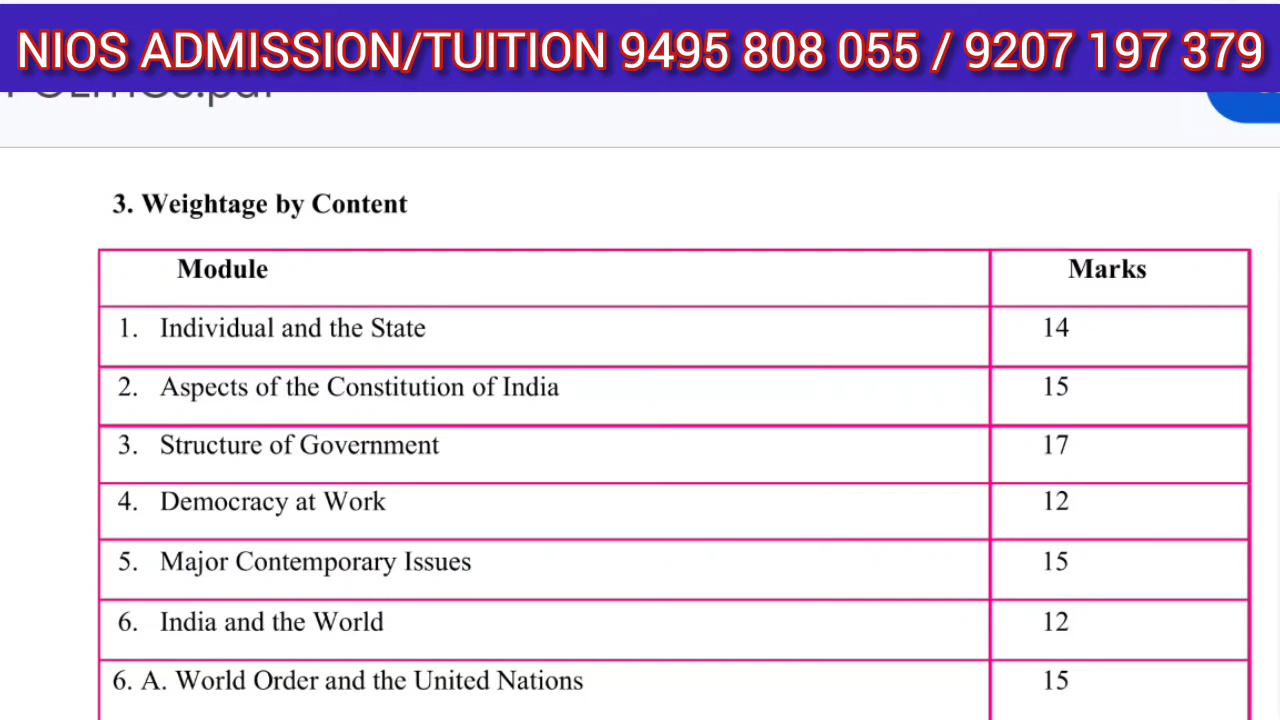 NIOS ADMISSION/TUITION 9495 808 055 / 9207 197 379
3. Weightage by Content
Module Marks
1. Individual and the State 14
2. Aspects of the Constitution of India 15
3. Structure of Government 17
4. Democracy at Work 12
5. Major Contemporary Issues 15
6. India and the World 12
6. A. World Order and the United Nations 15